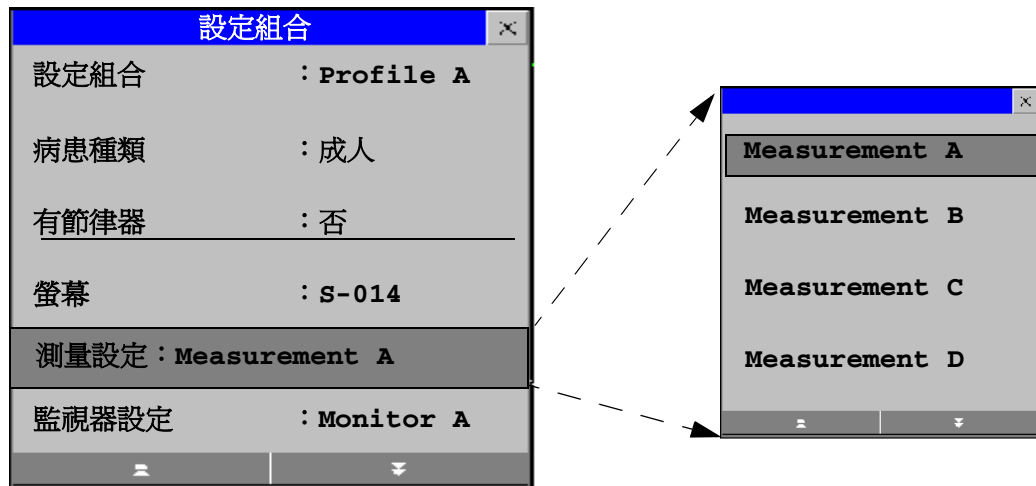 設定組合
設定組合 ：Profile A
病患種類 ：成人
有節律器 ：否
螢幕 ：S-014
測量設定：Measurement A
監視器設定 ：Monitor A
Measurement A
Measurement B
Measurement C
Measurement D